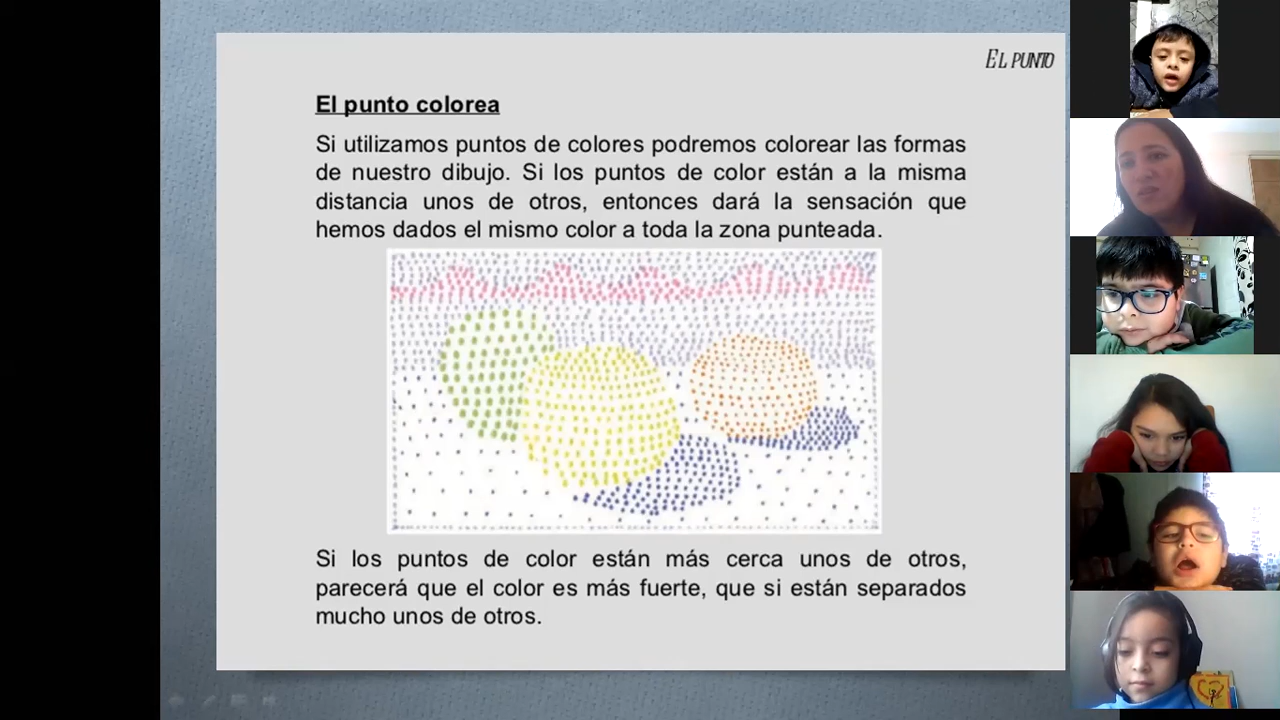 EL PUNTO
El punto colorea
Si utilizamos puntos de colores podremos colorear las formas
de nuestro dibujo. Si los puntos de color están a la misma
distancia unos de otros, entonces dará la sensación que
hemos dados el mismo color a toda la zona punteada.
Si los puntos de color están más cerca unos de otros,
parecerá que el color es más fuerte, que si están separados
mucho unos de otros.